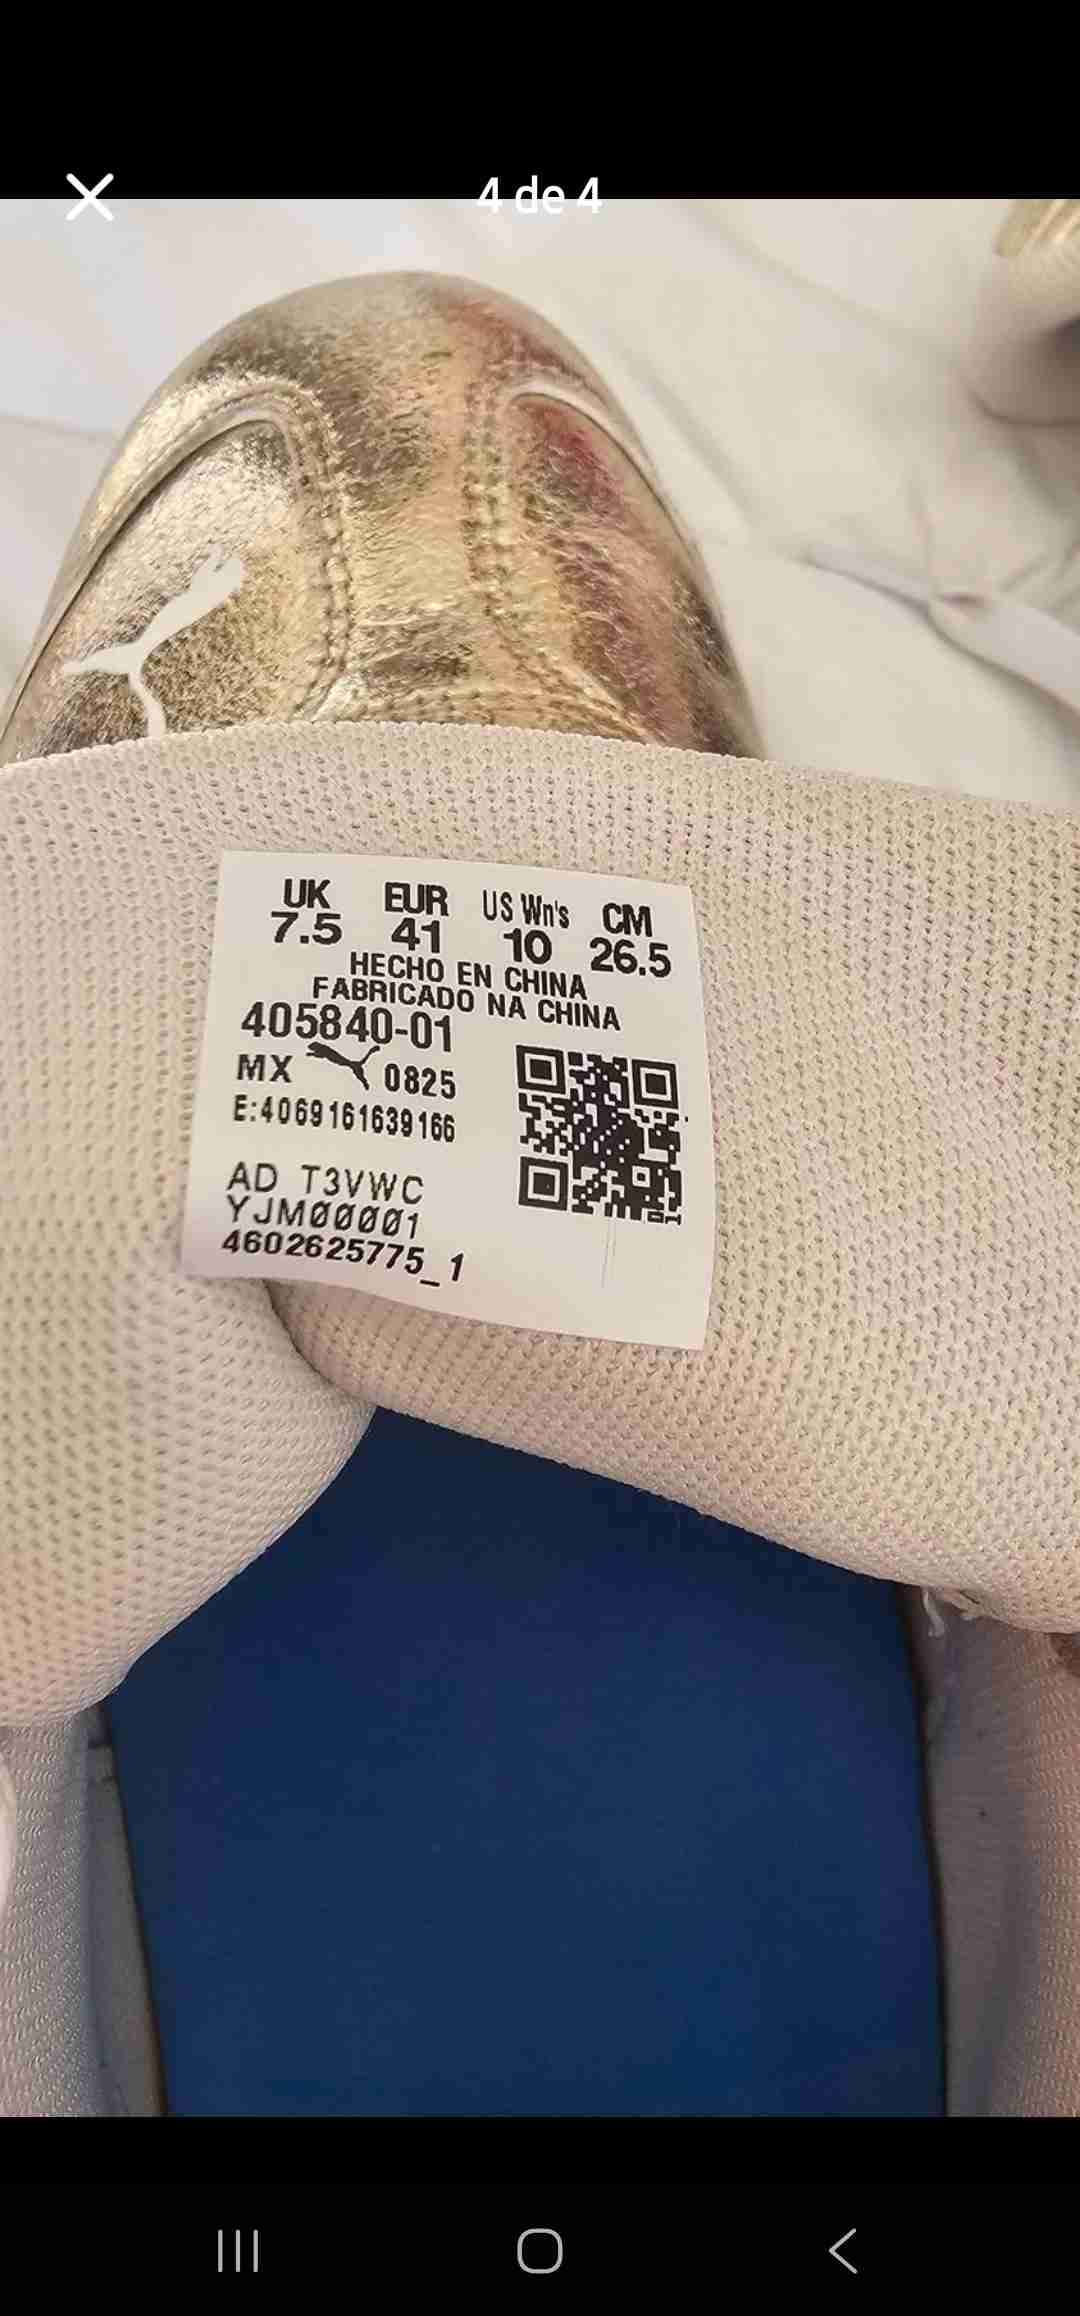 4 de 4
UK EUR US Wn's CM
7.5 41 10 26.5
HECHO EN CHINA
FABRICADO NA CHINA
405840-01
MX 0825
E:4069161639166
AD T3VWC
YJM00001
4602625775_1